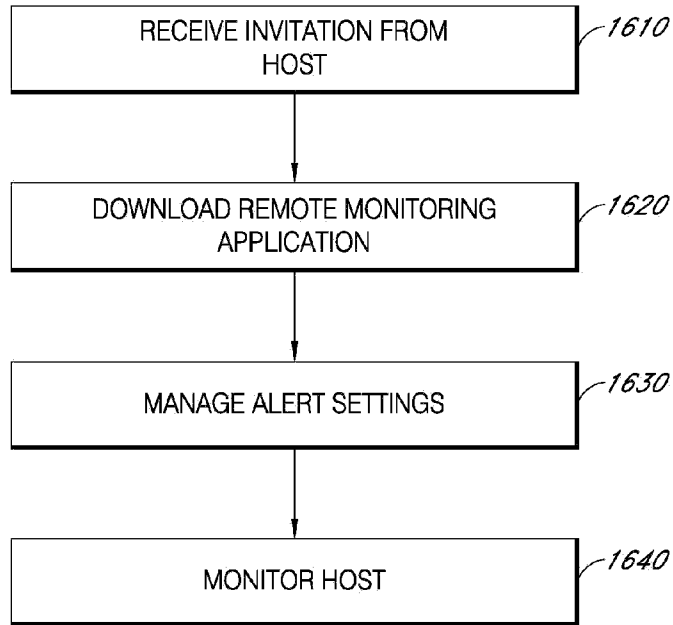 RECEIVE INVITATION FROM
HOST
1610
DOWNLOAD REMOTE MONITORING
APPLICATION
1620
MANAGE ALERT SETTINGS
1630
MONITOR HOST
1640